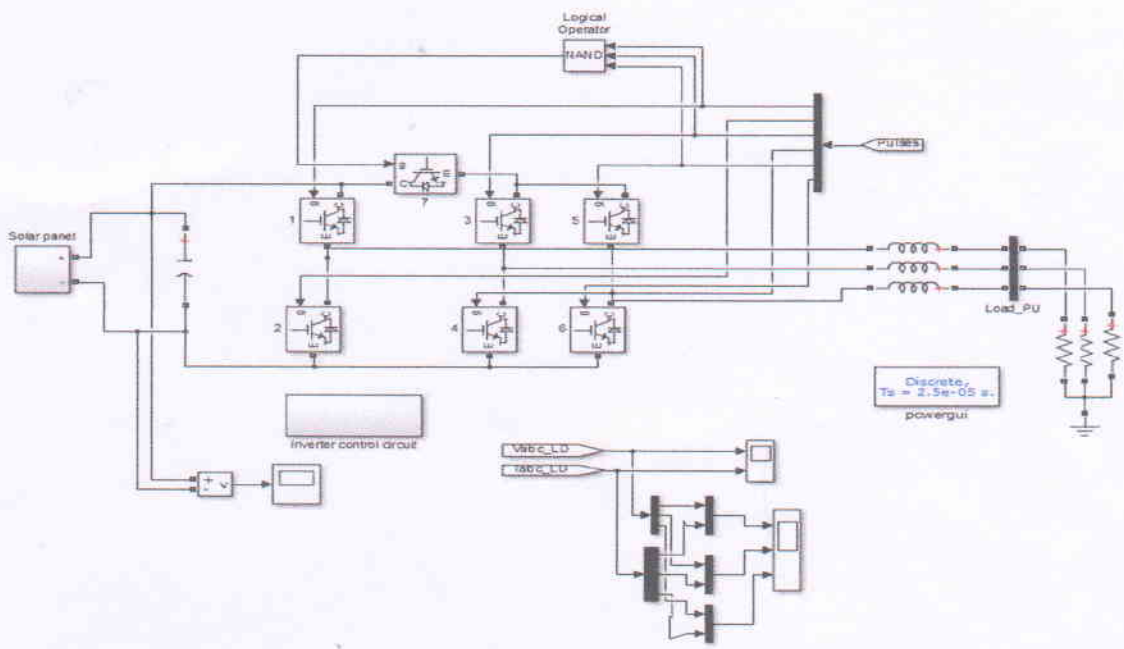 Logical
Operator
NAND
Pulses
g
C
E
7
1
g
C
E
3
g
C
E
5
g
C
E
Solar panel
+
-
2
g
C
E
4
g
C
E
6
g
C
E
Load_PU
Discrete,
Ts = 2.5e-05 s.
powergui
Inverter control circuit
Vabc_LD
Iabc_LD
+
-
v